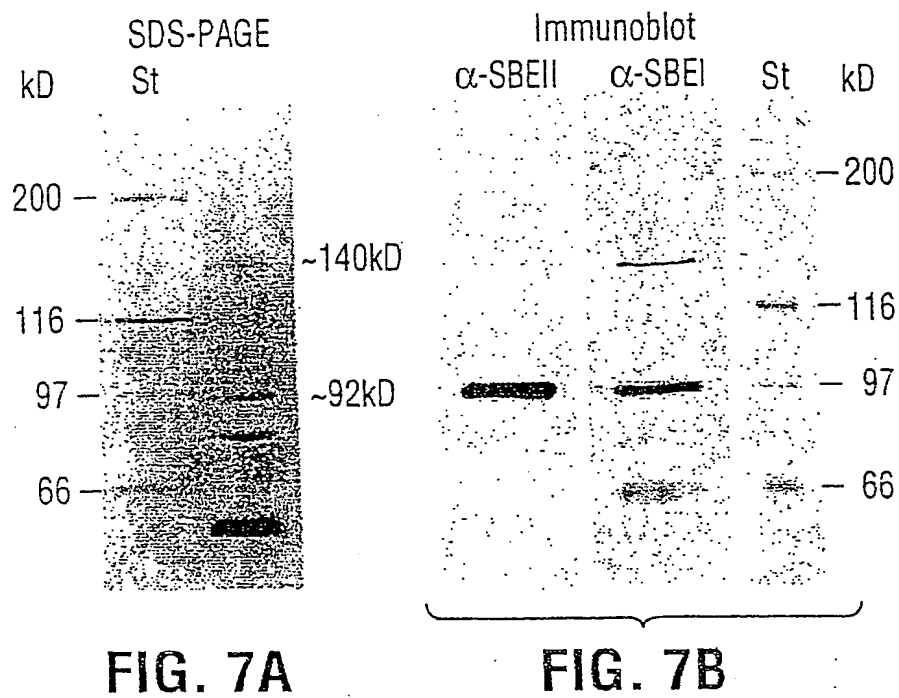 SDS-PAGE
kD St
200
~140kD
116
97
~92kD
66
FIG. 7A
Immunoblot
α-SBEII α-SBEI St kD
200
116
97
66
FIG. 7B